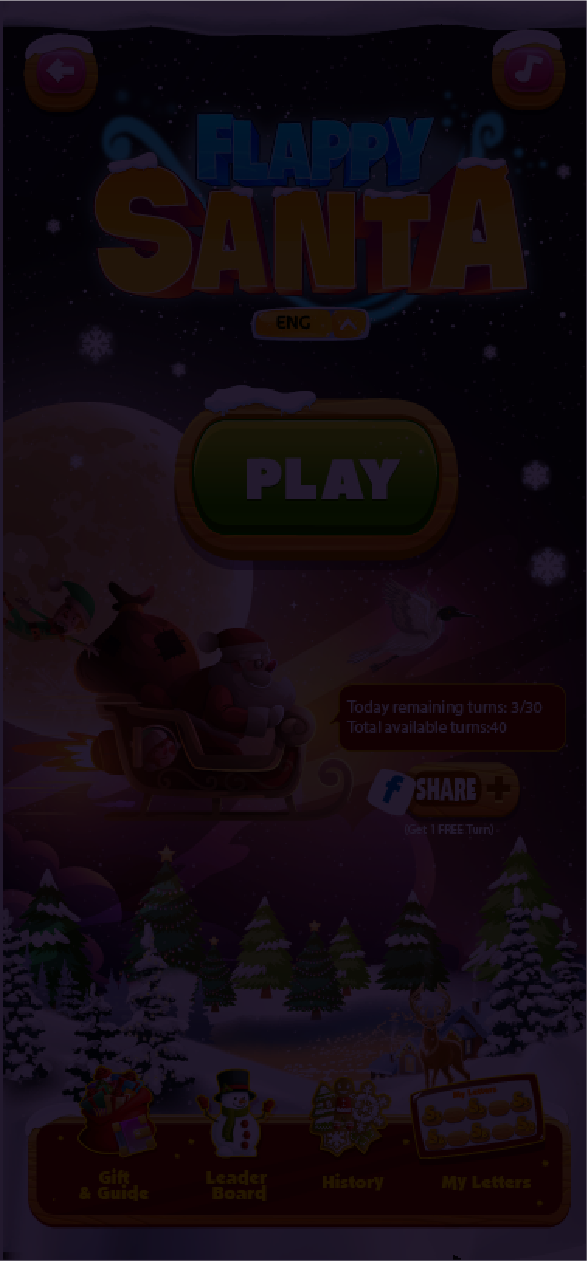 FLAPPY
SANTA
ENG
PLAY
Today remaining turns: 3/30
Total available turns:40
f SHARE +
(Get 1 FREE Turn)
Gift
& Guide
Leader
Board
History
My Letters